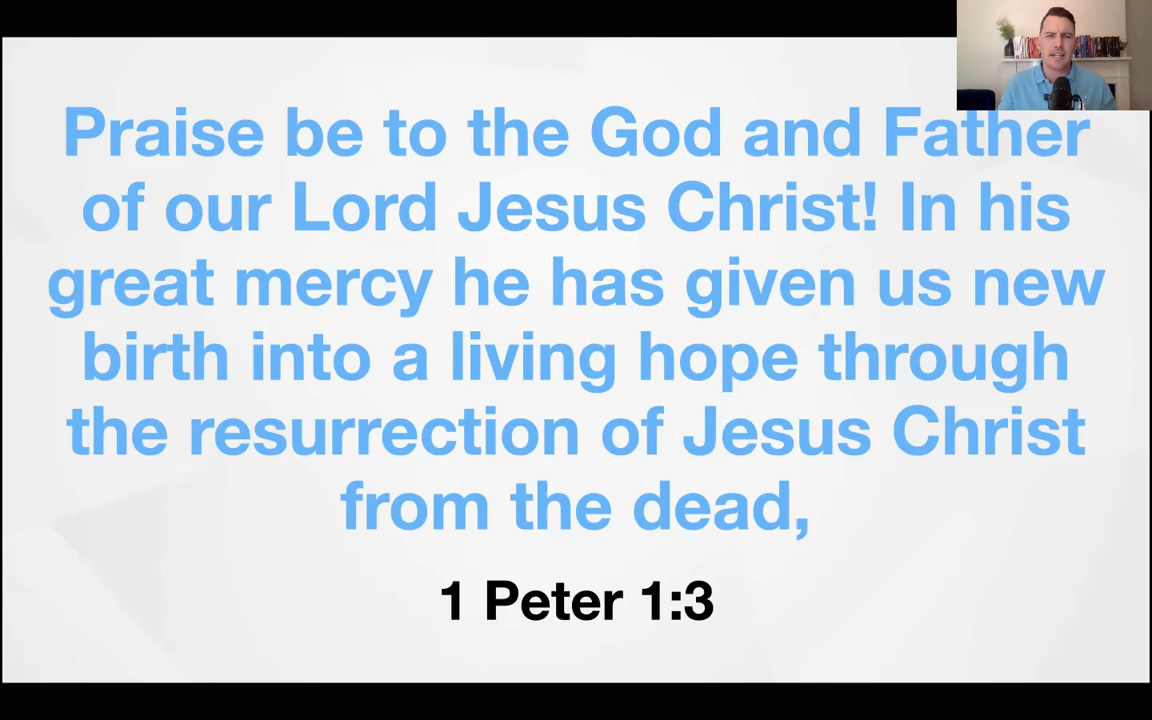 Praise be to the God and Father
of our Lord Jesus Christ! In his
great mercy he has given us new
birth into a living hope through
the resurrection of Jesus Christ
from the dead,
1 Peter 1:3